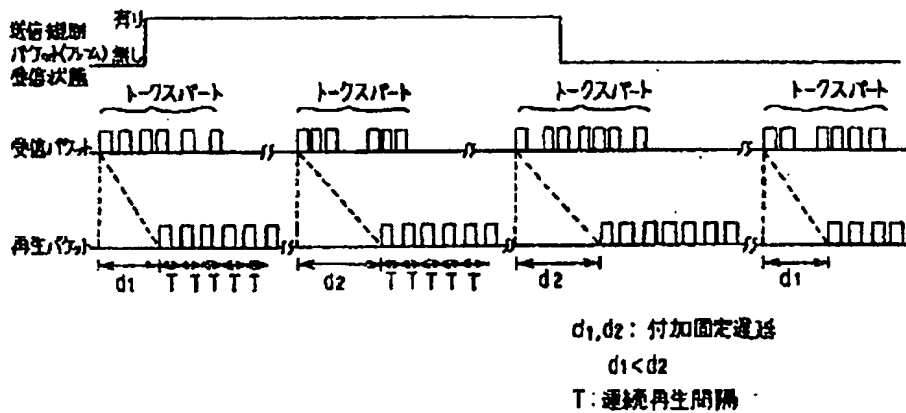 有り
送信規制
パケット(フレーム) 無し
受信状態
トークスパート トークスパート トークスパート トークスパート
受信パケット
再生パケット
d1 T T T T T d2 T T T T T d2 d1
d1,d2: 付加固定遅延
d1<d2
T:連続再生間隔